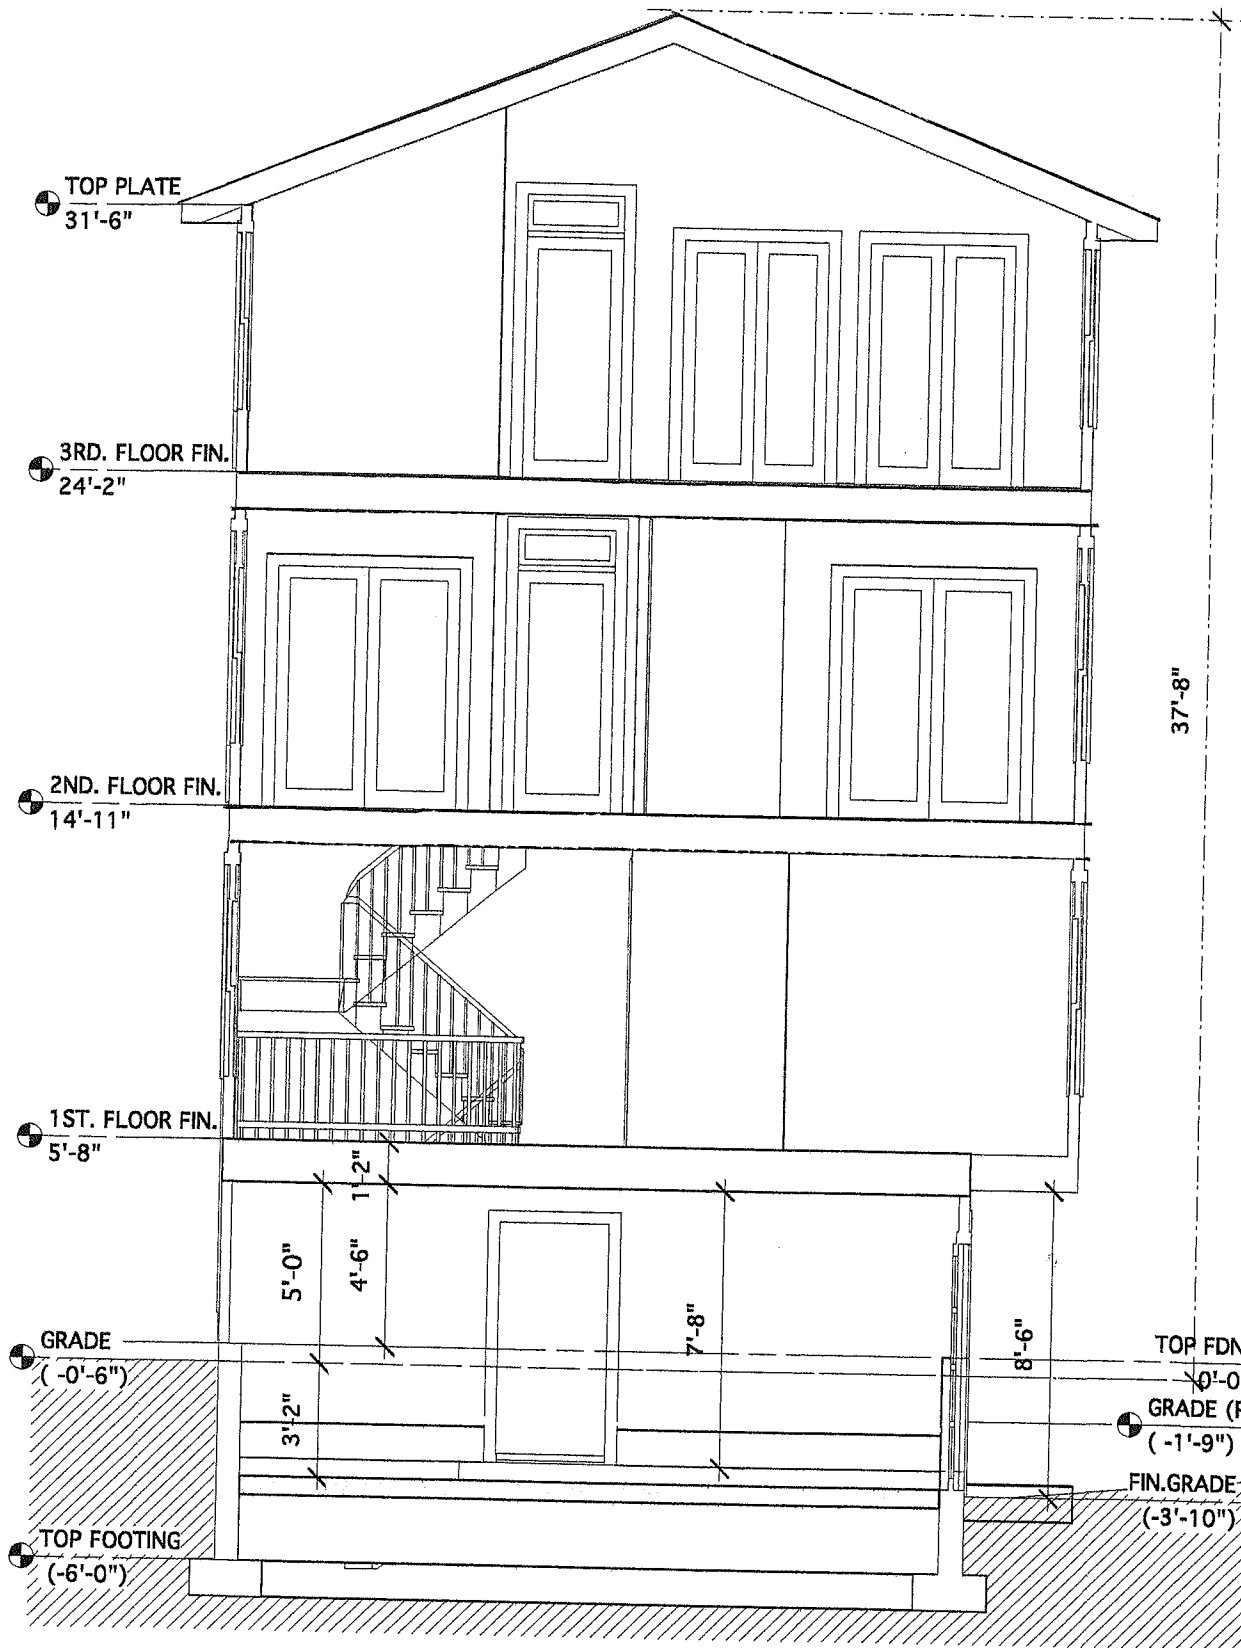 TOP PLATE
31'-6"
3RD. FLOOR FIN.
24'-2"
37'-8"
2ND. FLOOR FIN.
14'-11"
1ST. FLOOR FIN.
5'-8"
1'-2"
5'-0"
4'-6"
7'-8"
8'-6"
GRADE
( -0'-6")
TOP FDN
0'-0
3'-2"
GRADE (F
( -1'-9")
FIN.GRADE
(-3'-10")
TOP FOOTING
(-6'-0")